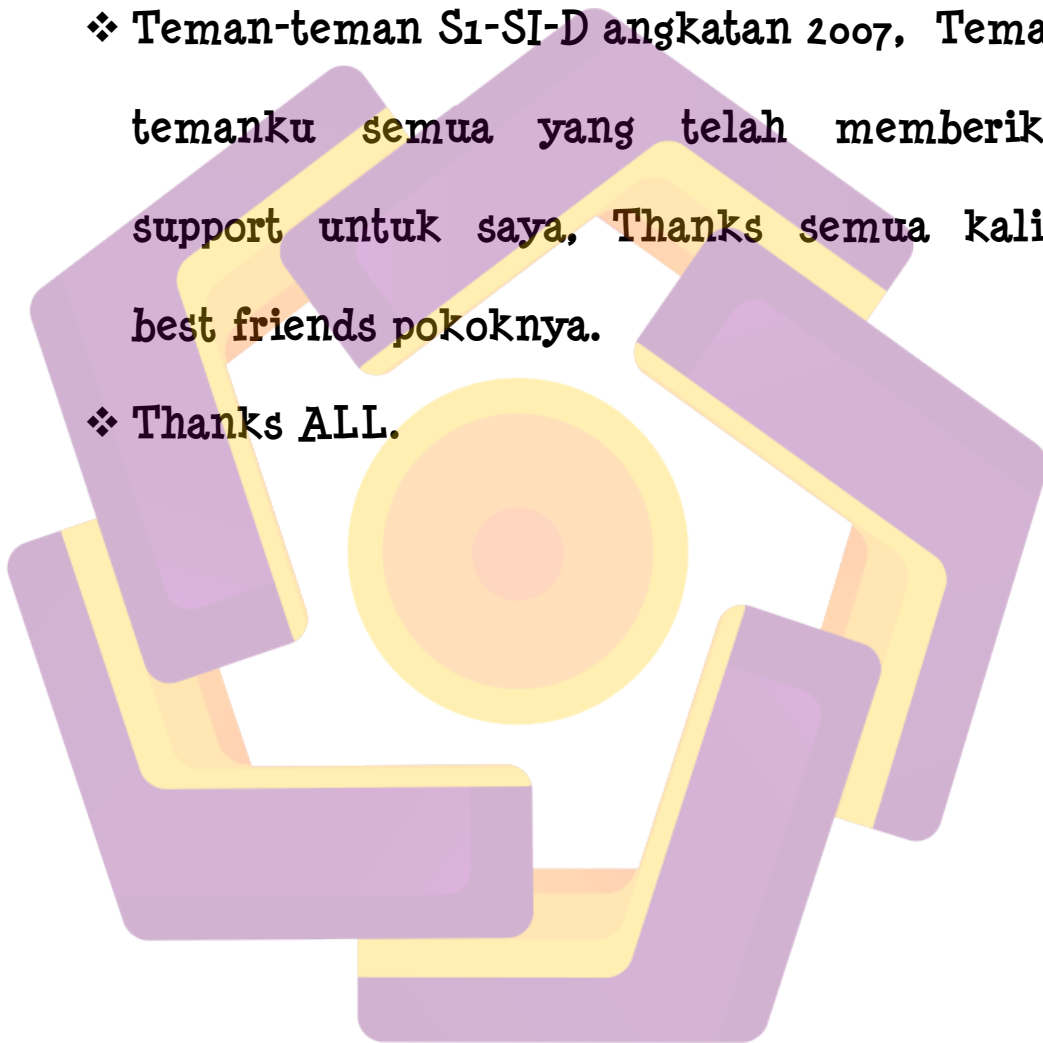 ❖ Teman-teman S1-SI-D angkatan 2007, Tema
temanku semua yang telah memberik
support untuk saya, Thanks semua kali
best friends pokoknya.
❖ Thanks ALL.